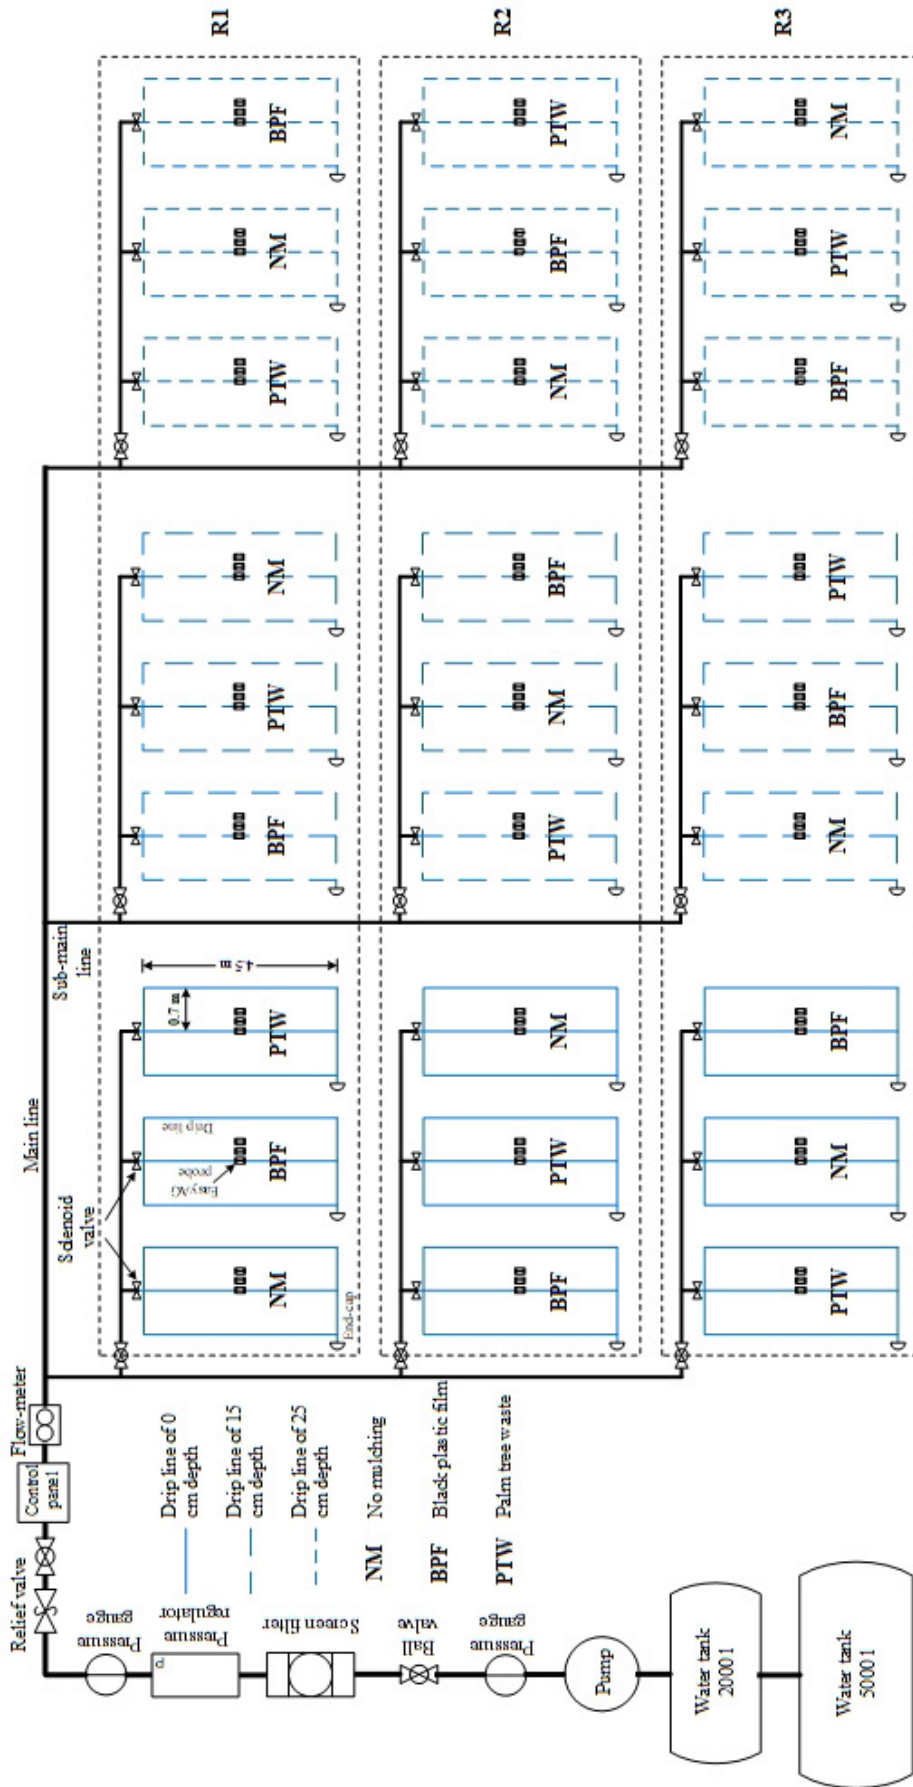 Relief valve
Control
panel
Flow-meter
Main line
Sub-main
line
Solenoid
valve
Pressure
gauge
Pressure
regulator
P
Screen filter
Ball
valve
Pressure
gauge
Pump
Water tank
2000l
Water tank
5000l
Drip line of 0
cm depth
Drip line of 15
cm depth
Drip line of 25
cm depth
NM No mulching
BPF Black plastic film
PTW Palm tree waste
R1
NM
BPF
PTW
BPF
PTW
NM
PTW
NM
BPF
End-cap
EasyAG
probe
Drip line
0.7 m
4.5 m
R2
BPF
PTW
NM
PTW
NM
BPF
NM
BPF
PTW
R3
PTW
NM
BPF
NM
BPF
PTW
BPF
PTW
NM